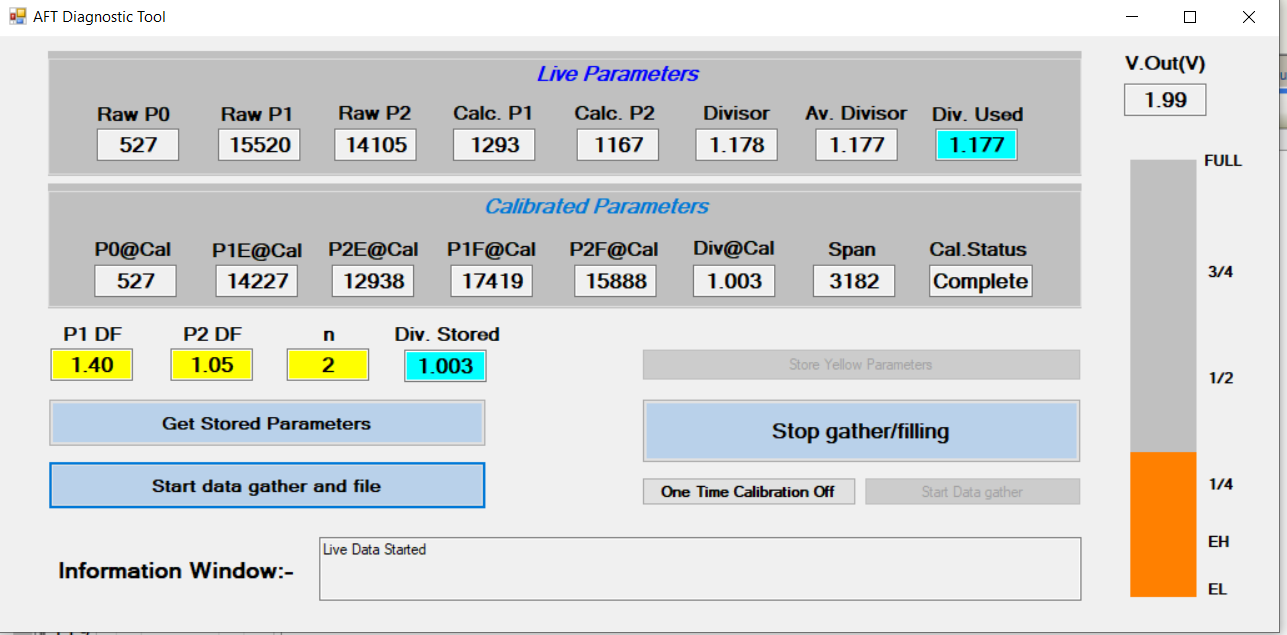 AFT Diagnostic Tool
V.Out(V)
1.99
Live Parameters
Raw P0 Raw P1 Raw P2 Calc. P1 Calc. P2 Divisor Av. Divisor Div. Used
527 15520 14105 1293 1167 1.178 1.177 1.177
FULL
Calibrated Parameters
P0@Cal P1E@Cal P2E@Cal P1F@Cal P2F@Cal Div@Cal Span Cal.Status
527 14227 12938 17419 15888 1.003 3182 Complete
3/4
P1 DF P2 DF n Div. Stored
1.40 1.05 2 1.003
Store Yellow Parameters
1/2
Get Stored Parameters
Stop gather/filling
Start data gather and file
One Time Calibration Off
Start Data gather
1/4
EH
Information Window:-
Live Data Started
EL